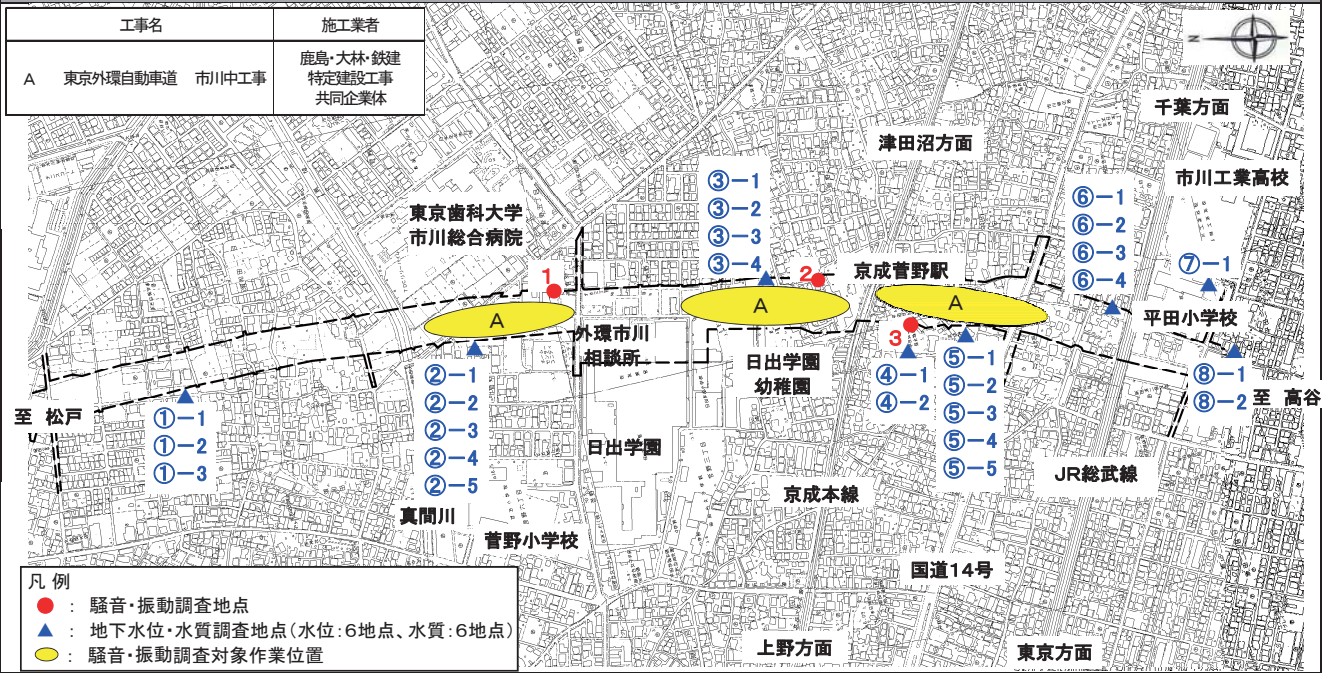 工事名 施工業者
A 東京外環自動車道 市川中工事
鹿島・大林・鉄建
特定建設工事
共同企業体
N
千葉方面
津田沼方面
市川工業高校
③－1
③－2
③－3
③－4
⑥－1
⑥－2
⑥－3
⑥－4
東京歯科大学
市川総合病院
⑦－1
1
2
京成菅野駅
A
A
A
平田小学校
外環市川
相談所
3
日出学園
幼稚園
④－1
④－2
⑤－1
⑤－2
⑤－3
⑤－4
⑤－5
⑧－1
⑧－2
至 高谷
至 松戸
①－1
①－2
①－3
②－1
②－2
②－3
②－4
②－5
日出学園
JR総武線
京成本線
真間川
菅野小学校
国道14号
上野方面
東京方面
凡 例
： 騒音・振動調査地点
： 地下水位・水質調査地点(水位：6地点、水質：6地点)
： 騒音・振動調査対象作業位置